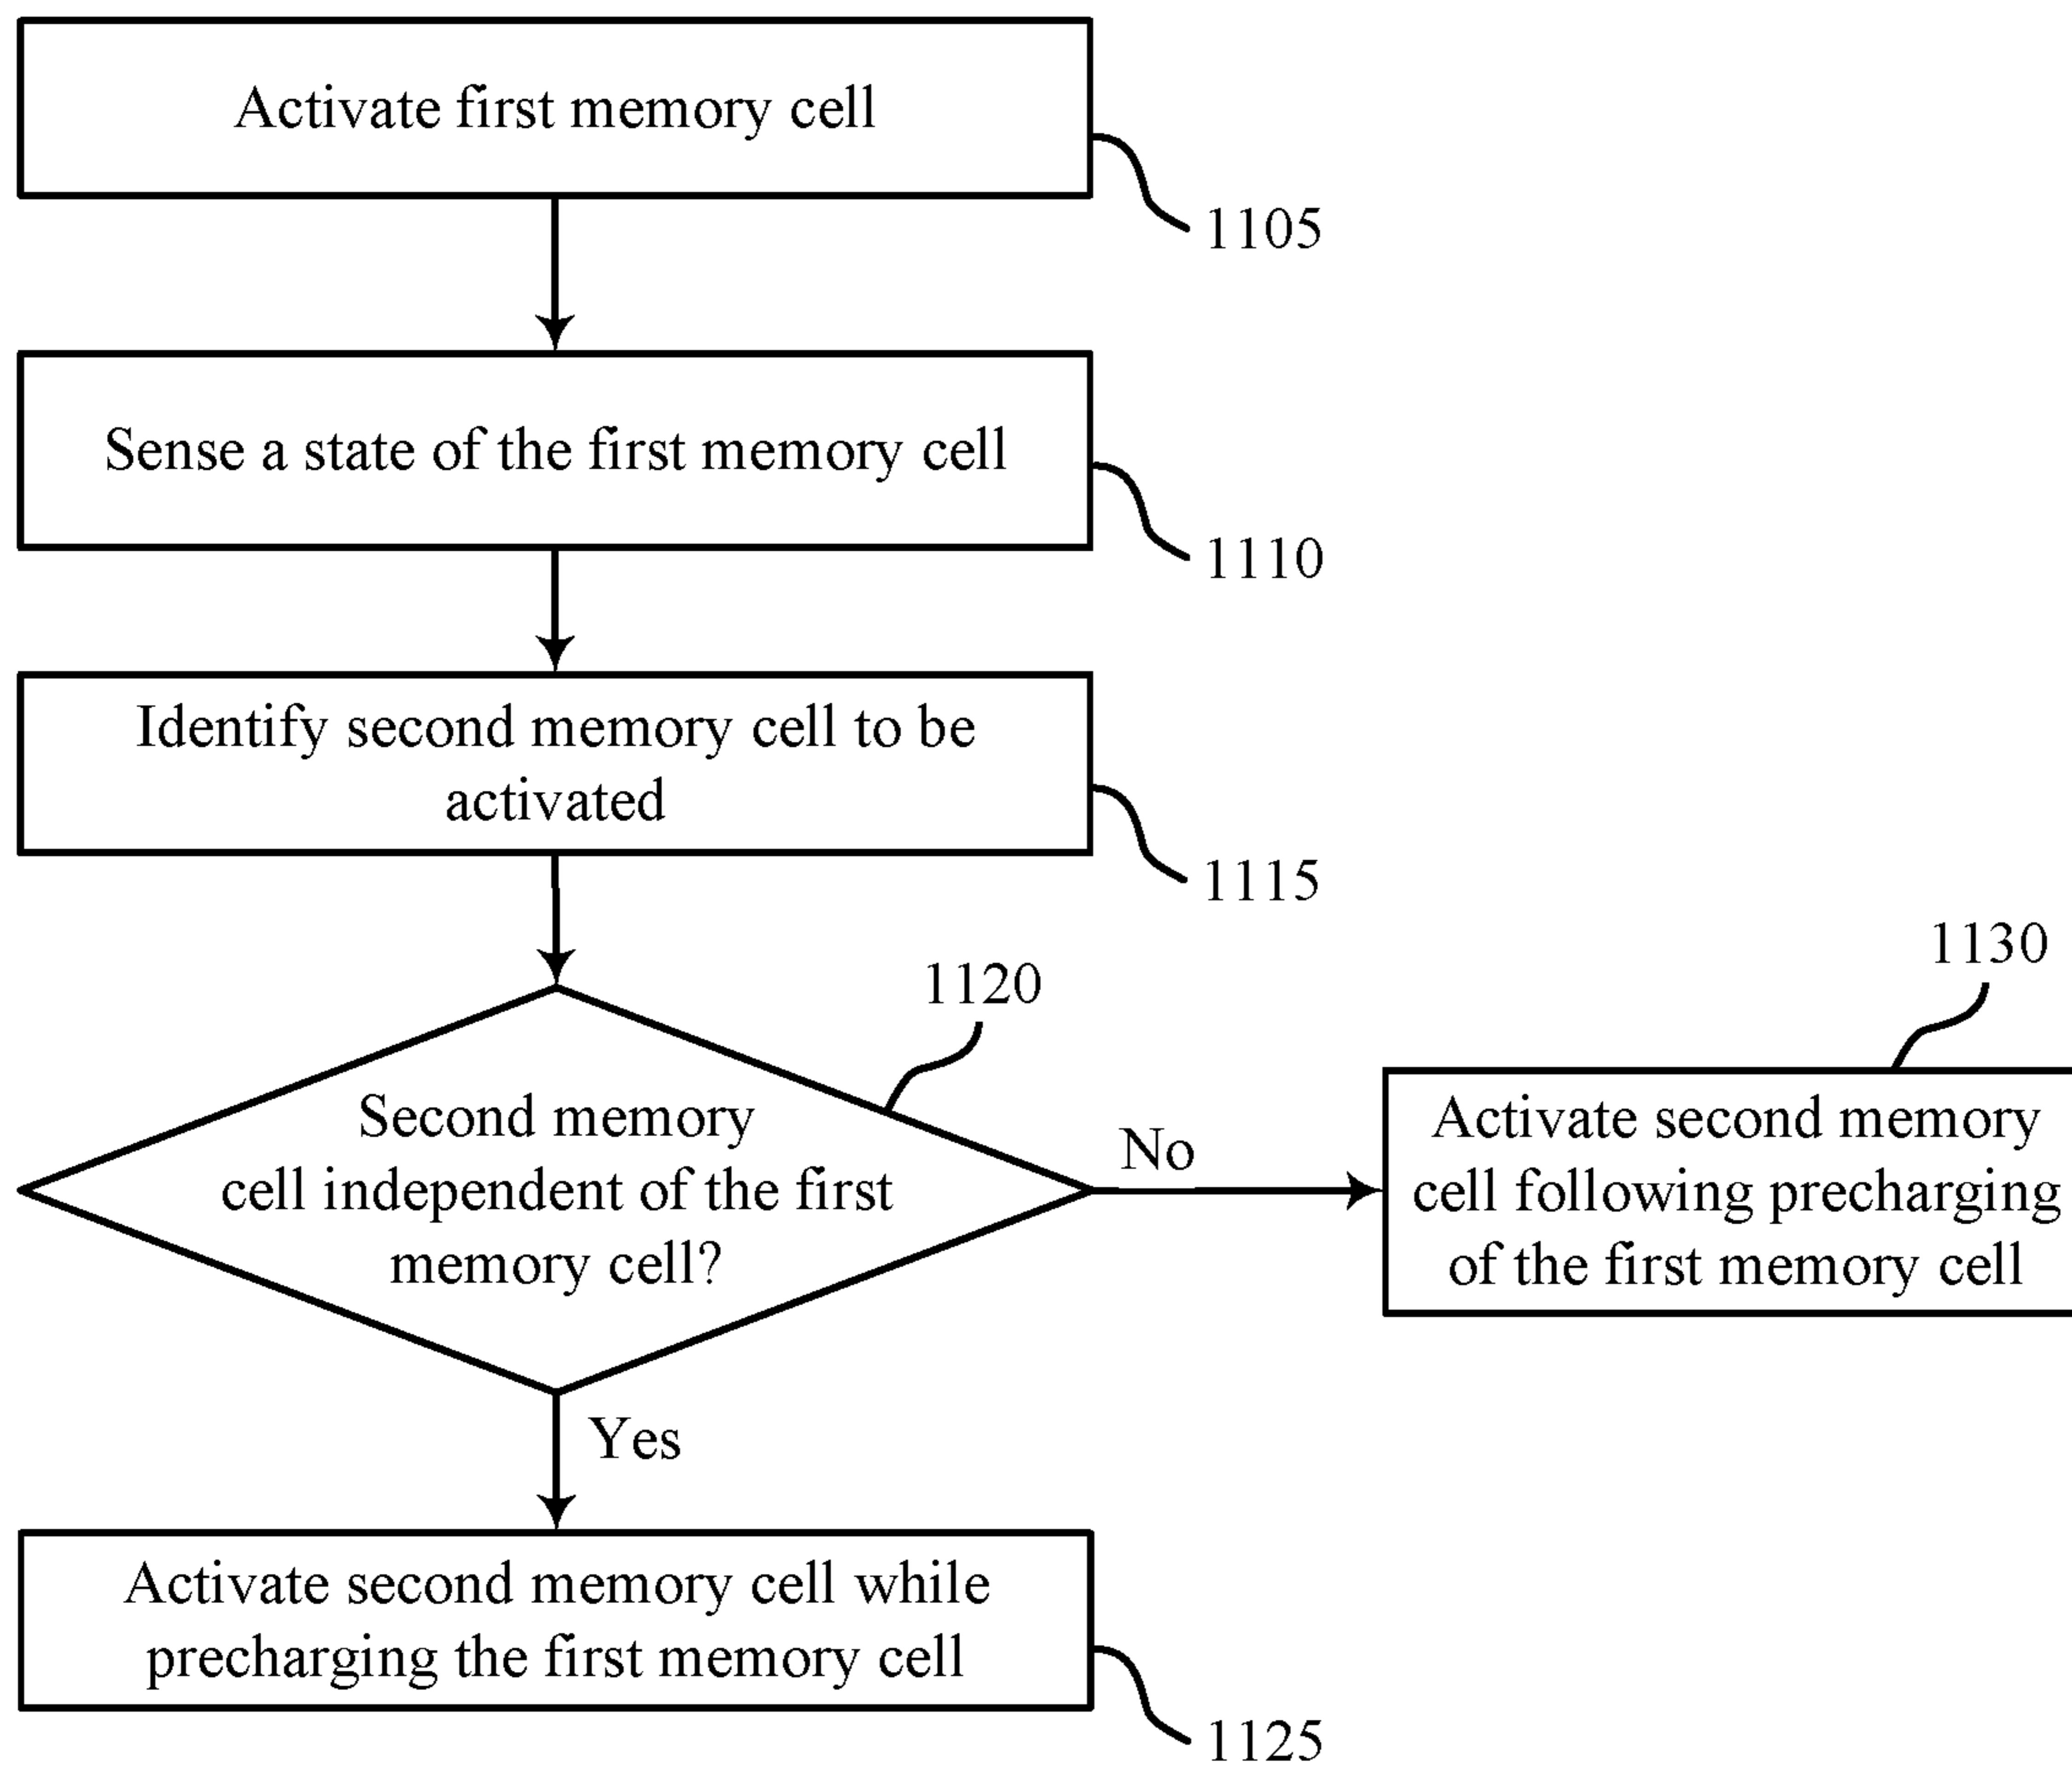 Activate first memory cell
1105
Sense a state of the first memory cell
1110
Identify second memory cell to be
activated
1115
1120
1130
Second memory
cell independent of the first
memory cell?
No
Activate second memory
cell following precharging
of the first memory cell
Yes
Activate second memory cell while
precharging the first memory cell
1125